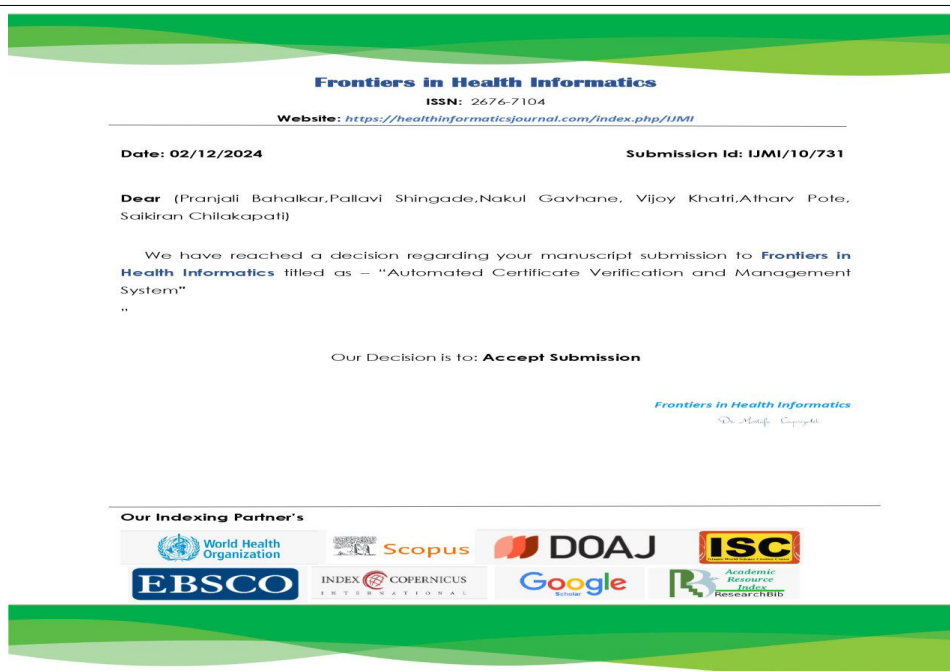 Frontiers in Health Informatics
ISSN: 2676-7104
Website: https://healthinformaticsjournal.com/index.php/IJMI
Date: 02/12/2024 Submission Id: IJMI/10/731
Dear (Pranjali Bahalkar,Pallavi Shingade,Nakul Gavhane, Vijoy Khatri,Atharv Pote,
Saikiran Chilakapati)
We have reached a decision regarding your manuscript submission to Frontiers in
Health Informatics titled as – "Automated Certificate Verification and Management
System"
"
Our Decision is to: Accept Submission
Frontiers in Health Informatics
Our Indexing Partner's
World Health
Organization
Scopus
DOAJ
ISC
EBSCO
INDEX COPERNICUS
INTERNATIONAL
Google
Scholar
Academic
Resource
Index
ResearchBib